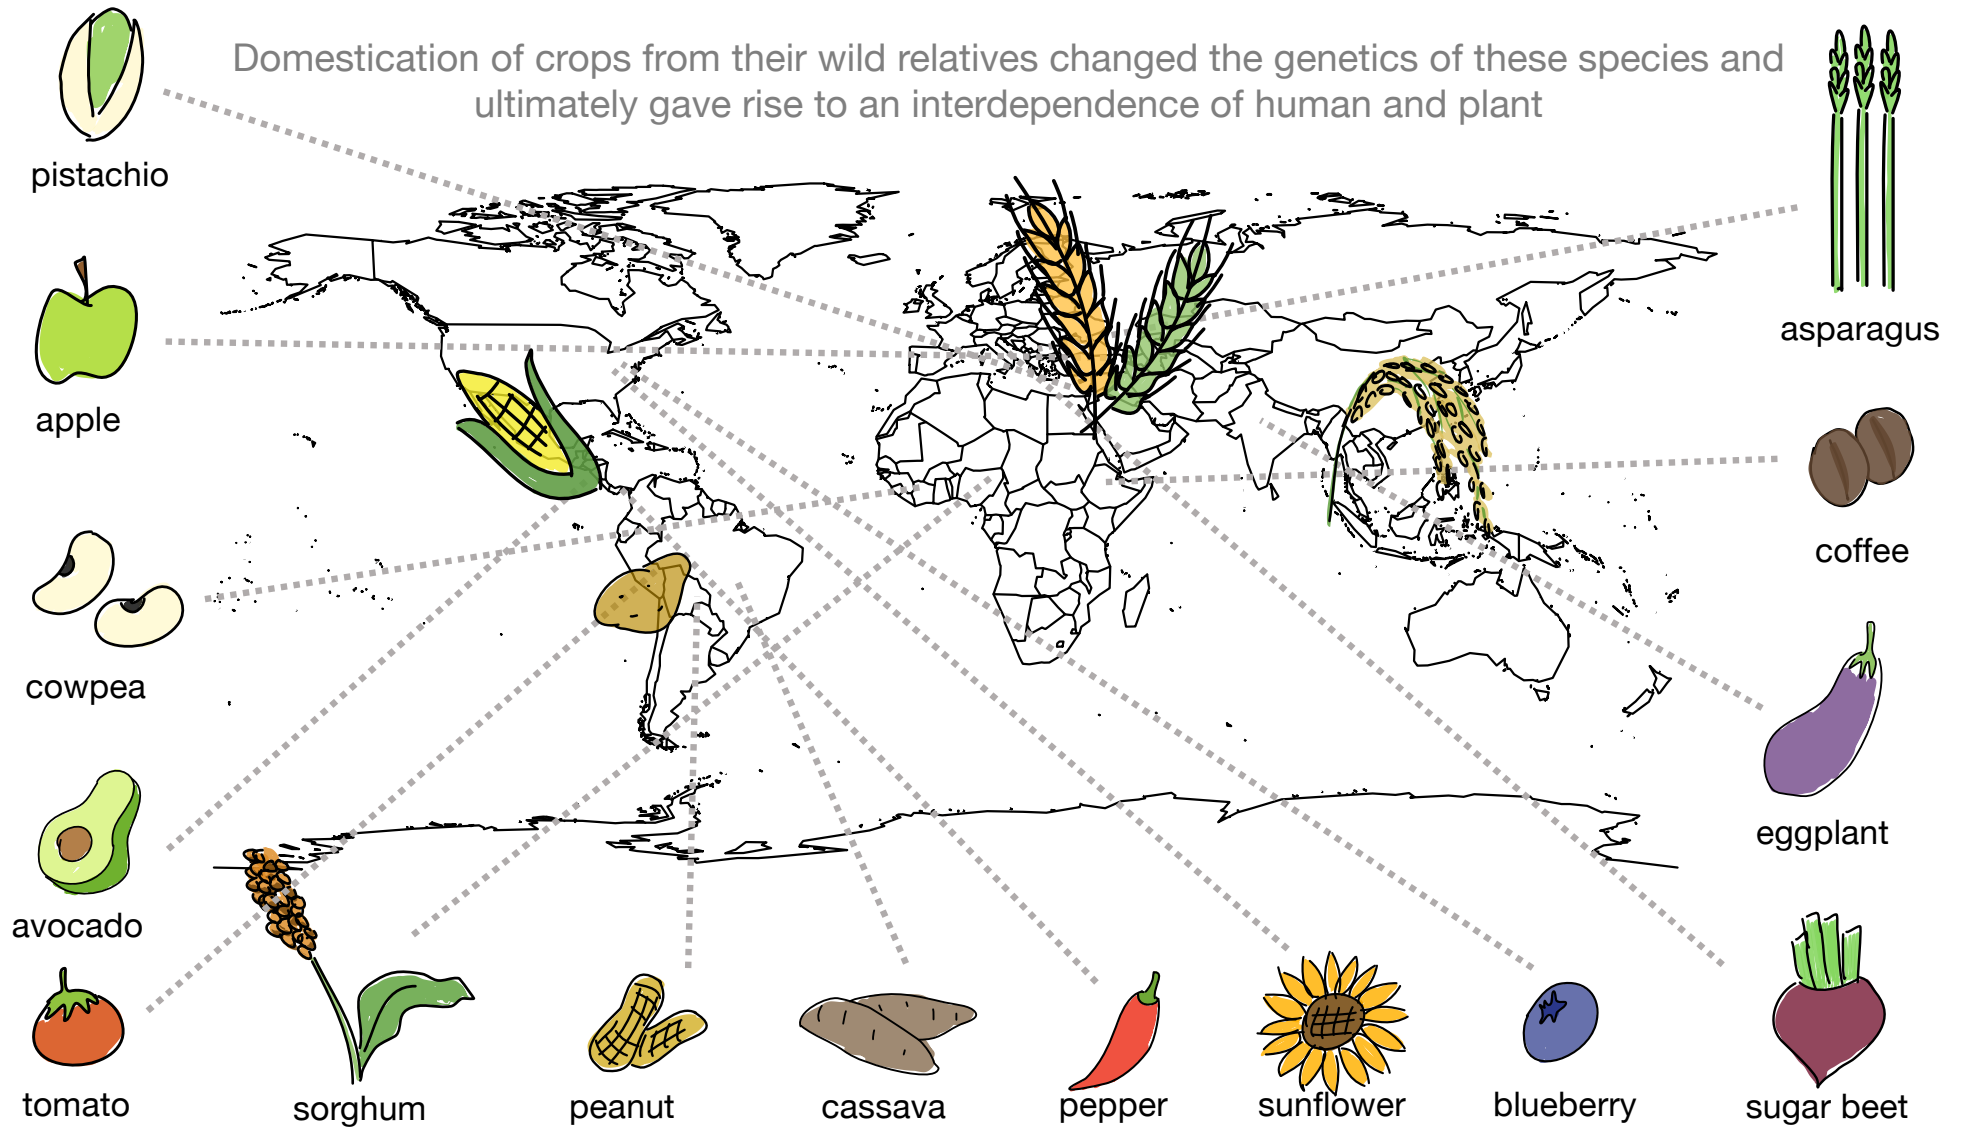 Domestication of crops from their wild relatives changed the genetics of these species and
ultimately gave rise to an interdependence of human and plant
pistachio
asparagus
apple
coffee
cowpea
eggplant
avocado
tomato
sorghum
peanut
cassava
pepper
sunflower
blueberry
sugar beet